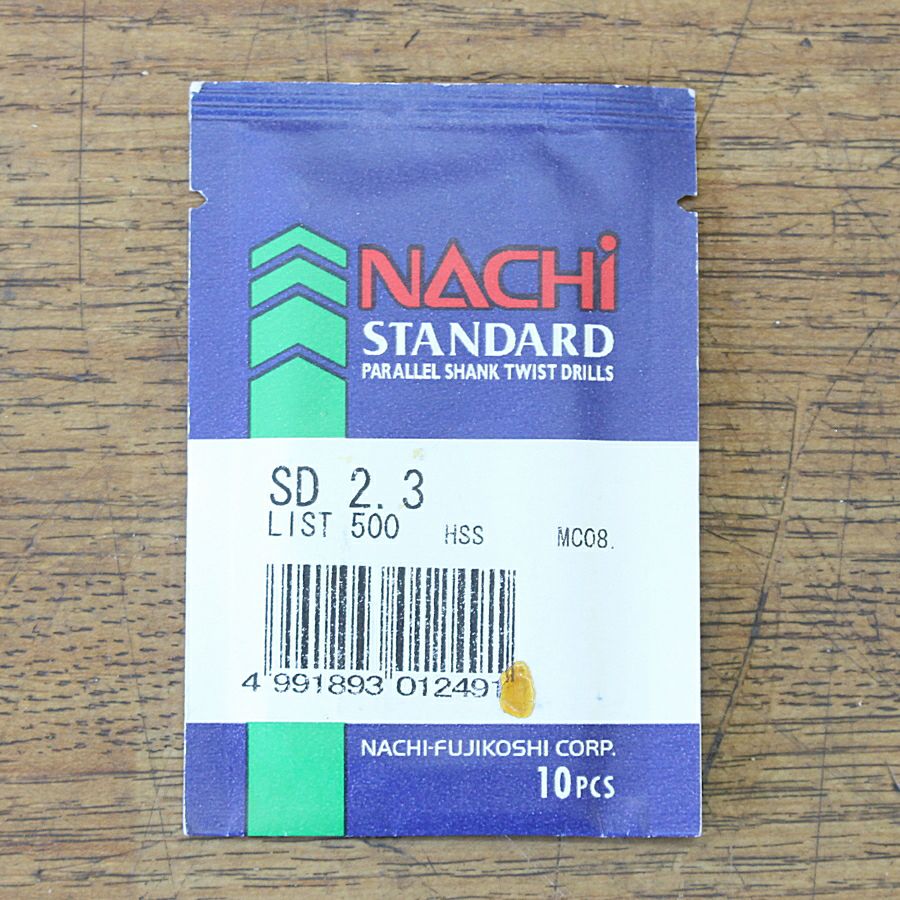 NACHi
STANDARD
PARALLEL SHANK TWIST DRILLS
SD 2.3
LIST 500 HSS MC08.
4 991893 012491
NACHI-FUJIKOSHI CORP.
10PCS